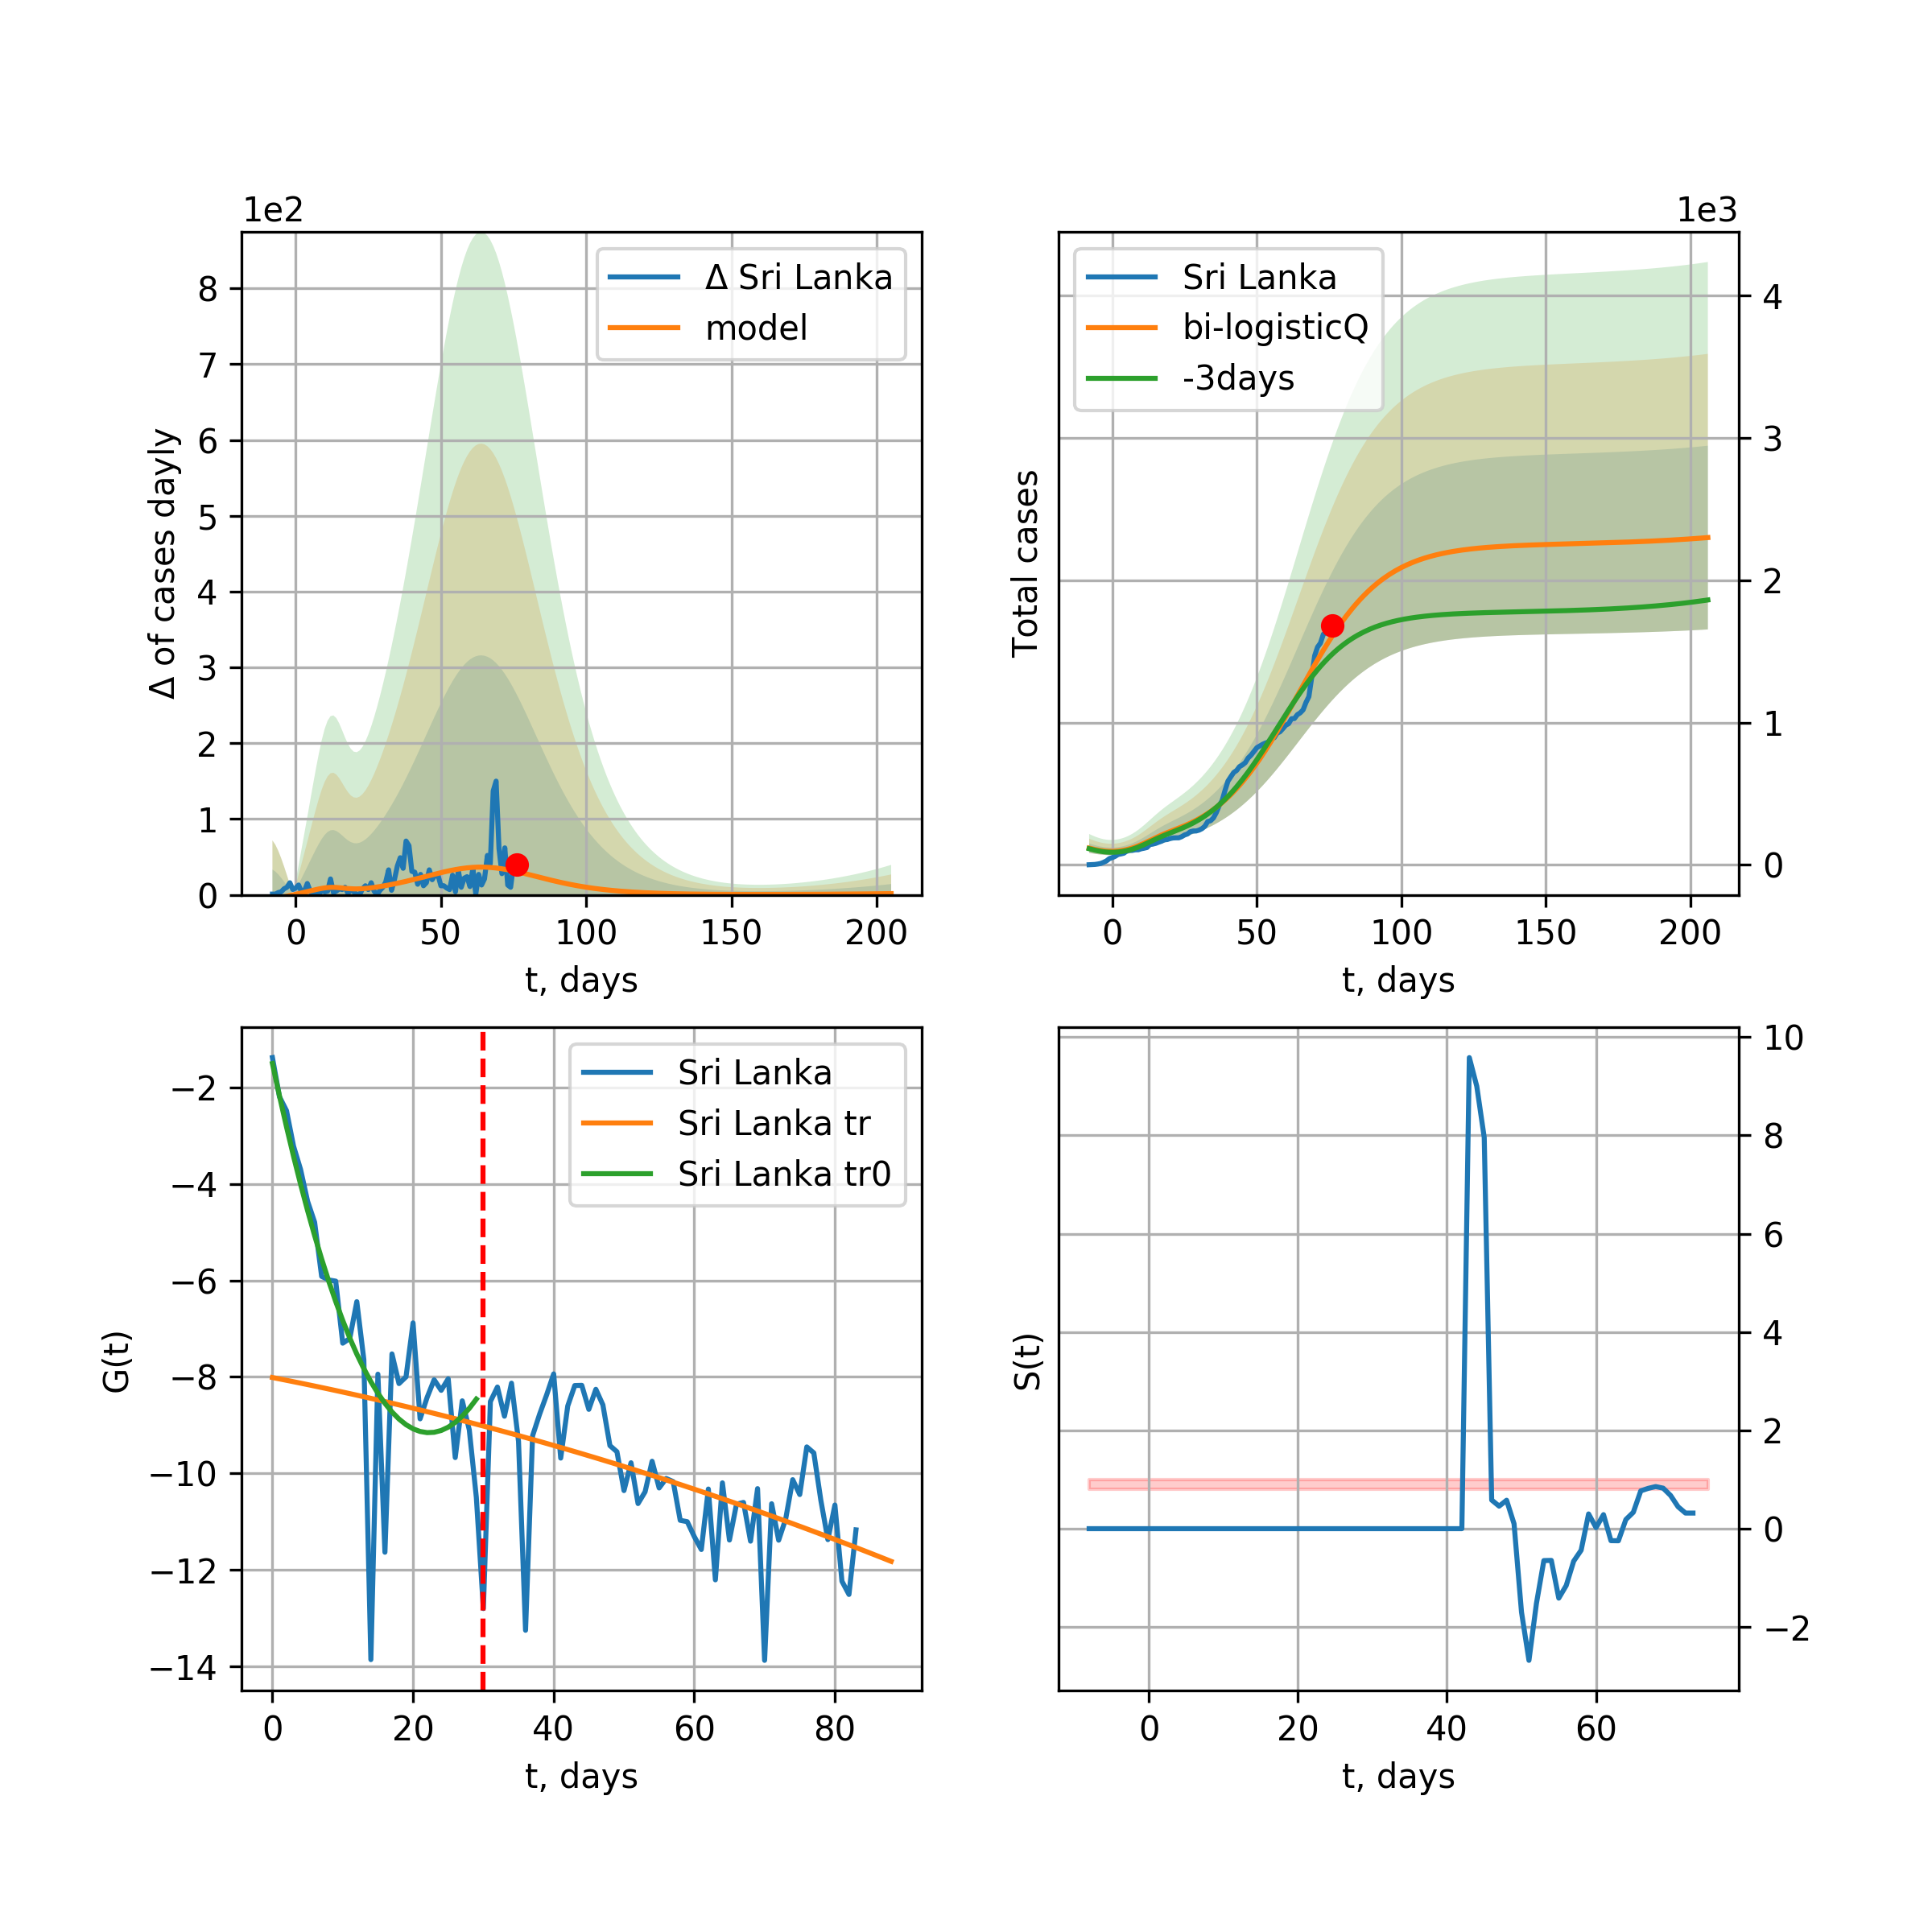 1e2
Δ Sri Lanka
model
8
7
6
5
4
3
2
1
0
Δ of cases dayly
0 50 100 150 200
t, days
1e3
Sri Lanka
bi-logisticQ
-3days
4
3
2
1
0
Total cases
0 50 100 150 200
t, days
Sri Lanka
Sri Lanka tr
Sri Lanka tr0
−2
−4
−6
−8
−10
−12
−14
G(t)
0 20 40 60 80
t, days
10
8
6
4
2
0
−2
S(t)
0 20 40 60
t, days